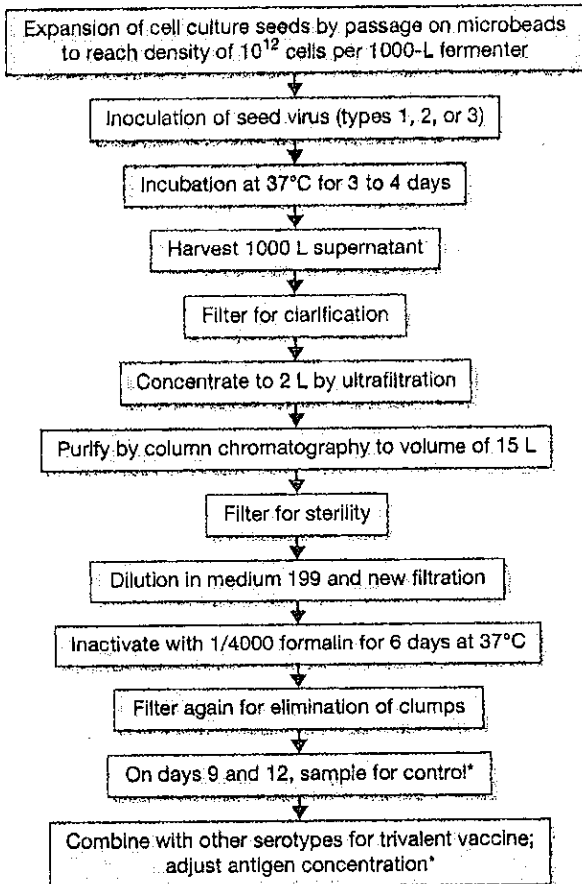 Expansion of cell culture seeds by passage on microbeads
to reach density of 10¹² cells per 1000-L fermenter
Inoculation of seed virus (types 1, 2, or 3)
Incubation at 37°C for 3 to 4 days
Harvest 1000 L supernatant
Filter for clarification
Concentrate to 2 L by ultrafiltration
Purify by column chromatography to volume of 15 L
Filter for sterility
Dilution in medium 199 and new filtration
Inactivate with 1/4000 formalin for 6 days at 37°C
Filter again for elimination of clumps
On days 9 and 12, sample for control*
Combine with other serotypes for trivalent vaccine;
adjust antigen concentration*